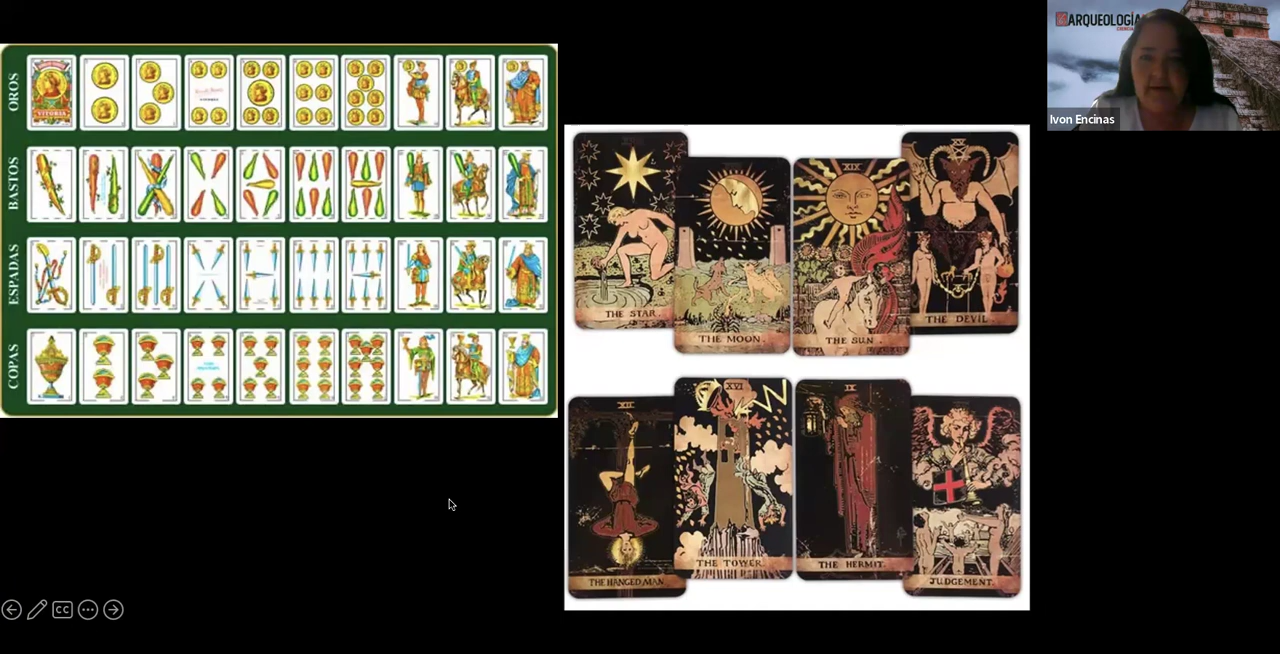 OROS
BASTOS
ESPADAS
COPAS
VITORIA
XIX
XV
THE STAR.
THE MOON.
THE SUN.
THE DEVIL
XII
XVI
IX
THE HANGED MAN
THE TOWER.
THE HERMIT.
JUDGEMENT.
CC
ARQUEOLOGÍA
Ivon Encinas